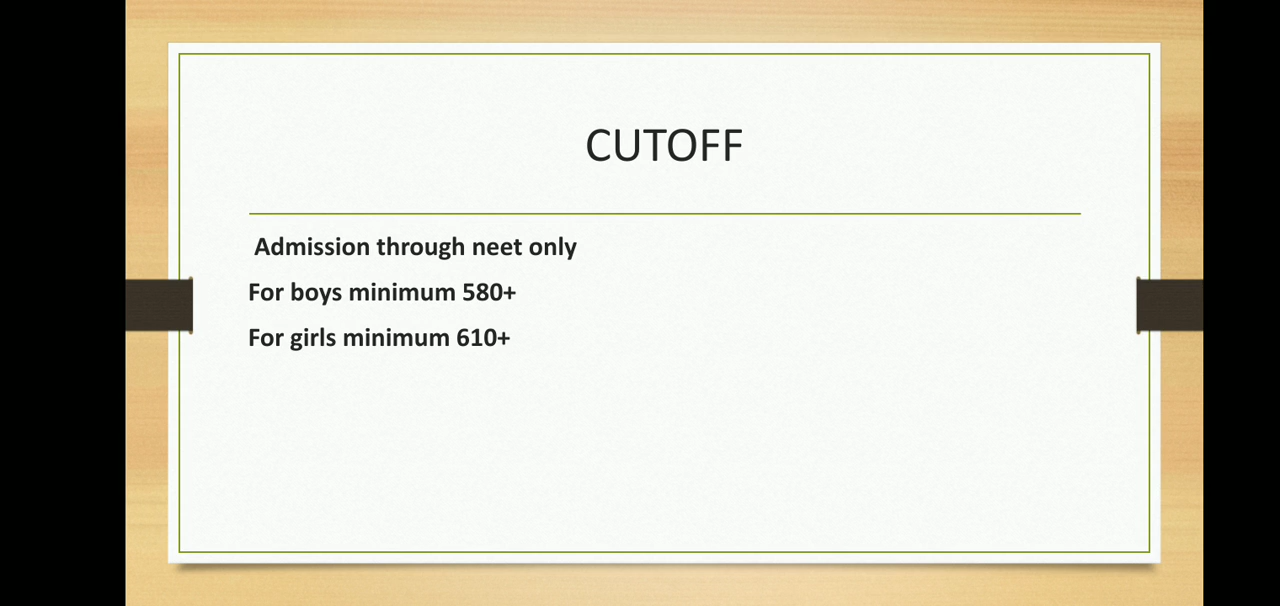 CUTOFF
Admission through neet only
For boys minimum 580+
For girls minimum 610+